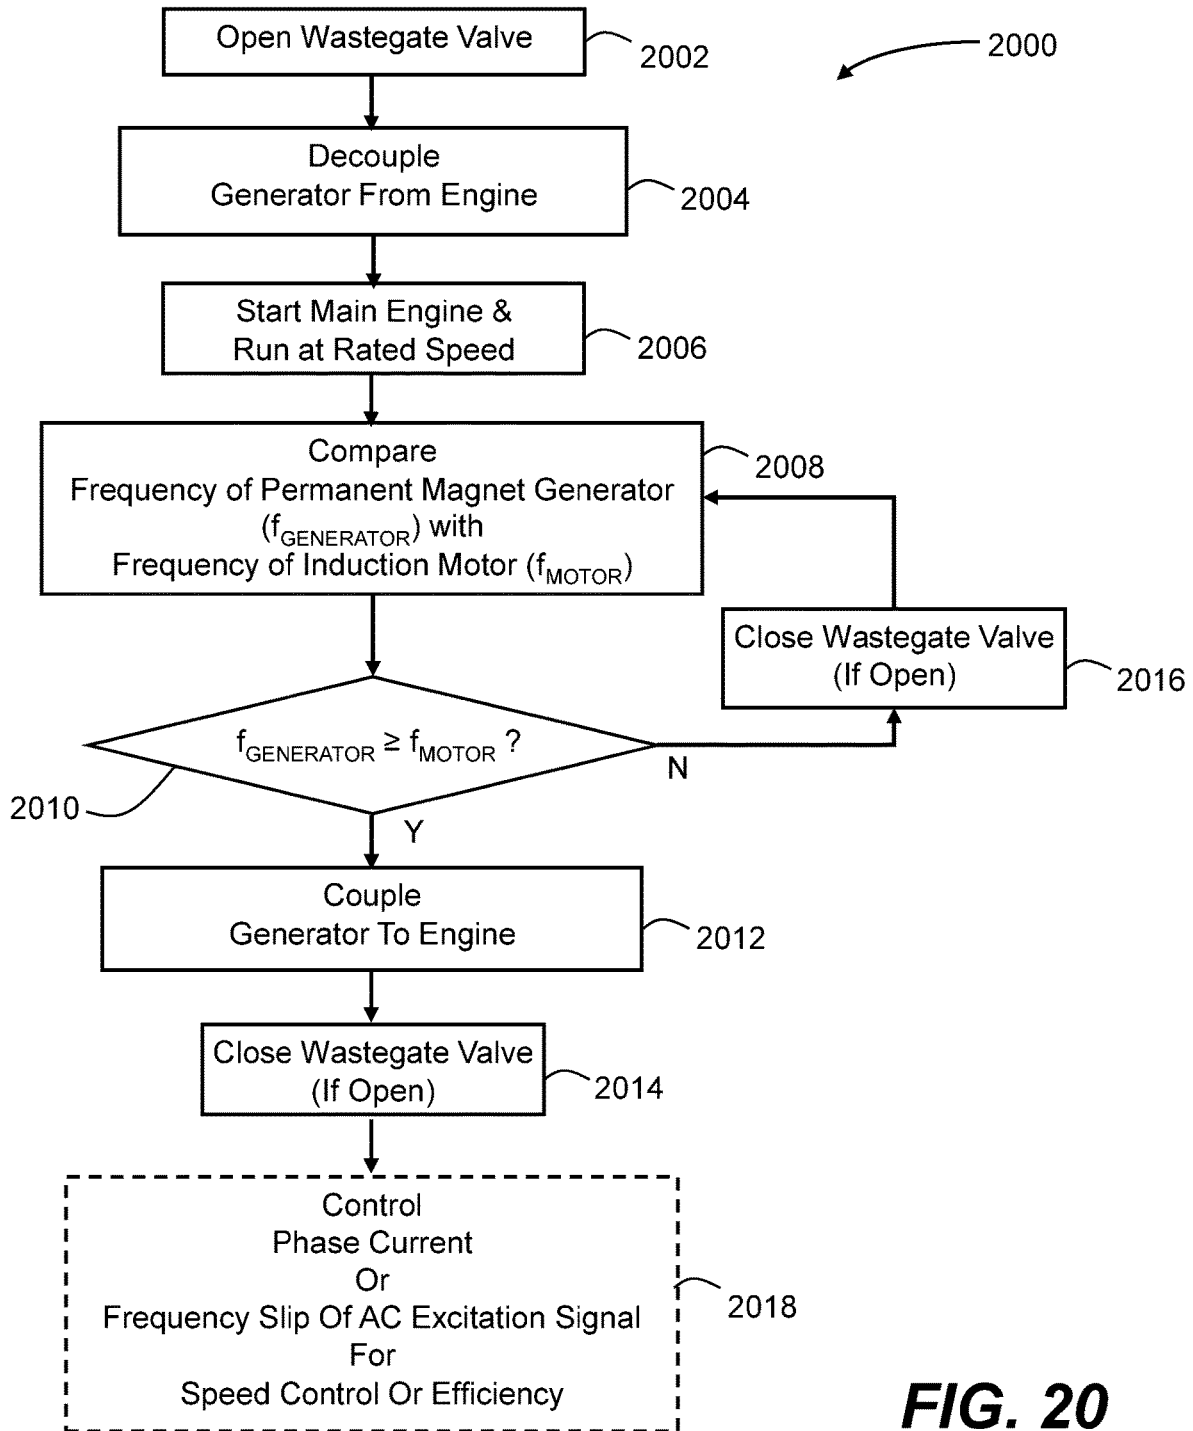 Open Wastegate Valve
2002
2000
Decouple
Generator From Engine
2004
Start Main Engine &
Run at Rated Speed
2006
Compare
Frequency of Permanent Magnet Generator
(fGENERATOR) with
Frequency of Induction Motor (fMOTOR)
2008
Close Wastegate Valve
(If Open)
2016
fGENERATOR ≥ fMOTOR ?
N
2010
Y
Couple
Generator To Engine
2012
Close Wastegate Valve
(If Open)
2014
Control
Phase Current
Or
Frequency Slip Of AC Excitation Signal
For
Speed Control Or Efficiency
2018
FIG. 20